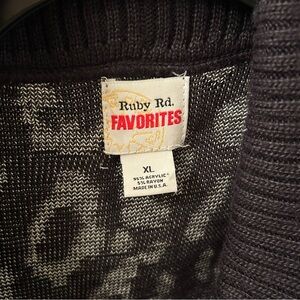 Ruby Rd.
FAVORITES
XL
95% ACRYLIC
5% RAYON
MADE IN U.S.A.